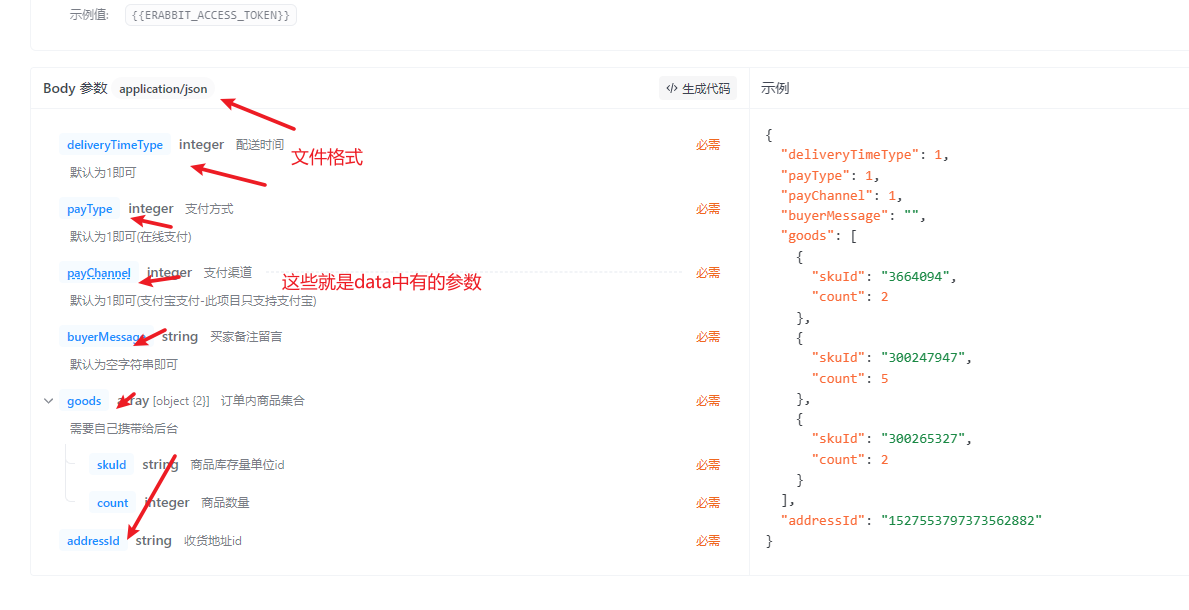 示例值: {{ERABBIT_ACCESS_TOKEN}}
Body 参数 application/json
生成代码
deliveryTimeType integer 配送时间 必需
默认为1即可
文件格式
payType integer 支付方式 必需
默认为1即可(在线支付)
payChannel integer 支付渠道 必需
这些就是data中有的参数
默认为1即可(支付宝支付-此项目只支持支付宝)
buyerMessage string 买家备注留言 必需
默认为空字符串即可
goods array [object {2}] 订单内商品集合 必需
需要自己携带给后台
skuId string 商品库存量单位id 必需
count integer 商品数量 必需
addressId string 收货地址id 必需
示例
{
"deliveryTimeType": 1,
"payType": 1,
"payChannel": 1,
"buyerMessage": "",
"goods": [
{
"skuId": "3664094",
"count": 2
},
{
"skuId": "300247947",
"count": 5
},
{
"skuId": "300265327",
"count": 2
}
],
"addressId": "1527553797373562882"
}